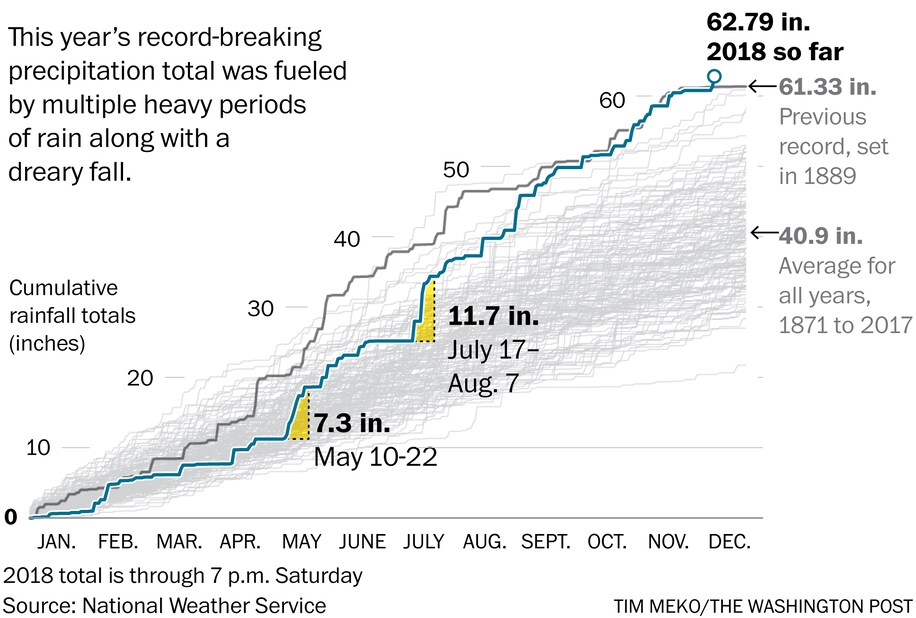 This year’s record-breaking
precipitation total was fueled
by multiple heavy periods
of rain along with a
dreary fall.
62.79 in.
2018 so far
61.33 in.
Previous
record, set
in 1889
40.9 in.
Average for
all years,
1871 to 2017
Cumulative
rainfall totals
(inches)
60
50
40
30
20
10
0
11.7 in.
July 17–
Aug. 7
7.3 in.
May 10-22
JAN. FEB. MAR. APR. MAY JUNE JULY AUG. SEPT. OCT. NOV. DEC.
2018 total is through 7 p.m. Saturday
Source: National Weather Service
TIM MEKO/THE WASHINGTON POST